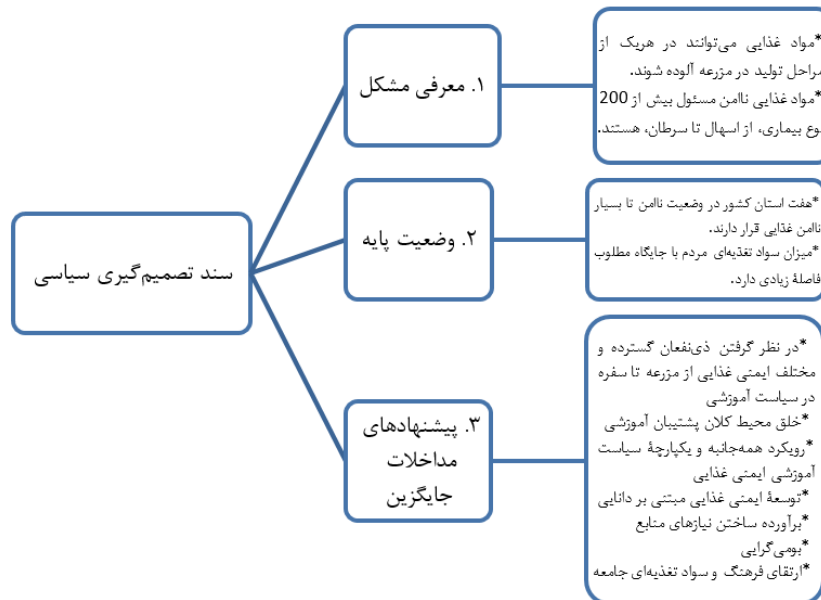 سند تصمیم‌گیری سیاسی
۱. معرفی مشکل
*مواد غذایی می‌توانند در هریک از
مراحل تولید در مزرعه آلوده شوند.
*مواد غذایی ناامن مسئول بیش از 200
وع بیماری، از اسهال تا سرطان، هستند.
۲. وضعیت پایه
*هفت استان کشور در وضعیت ناامن تا بسیار
ناامن غذایی قرار دارند.
*میزان سواد تغذیه‌ای مردم با جایگاه مطلوب
فاصلهٔ زیادی دارد.
۳. پیشنهادهای
مداخلات
جایگزین
*در نظر گرفتن ذی‌نفعان گسترده و
مختلف ایمنی غذایی از مزرعه تا سفره
در سیاست آموزشی
*خلق محیط کلان پشتیبان آموزشی
*رویکرد همه‌جانبه و یکپارچهٔ سیاست
آموزشی ایمنی غذایی
*توسعهٔ ایمنی غذایی مبتنی بر دانایی
*برآورده ساختن نیازهای منابع
*بومی‌گرایی
*ارتقای فرهنگ و سواد تغذیه‌ای جامعه